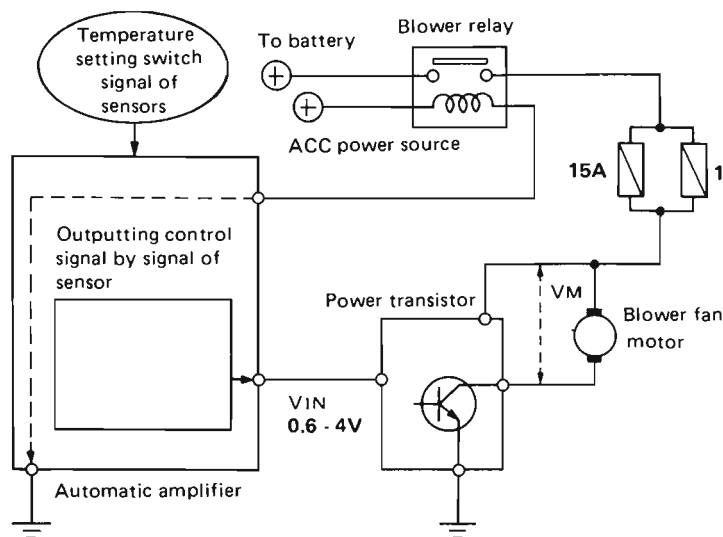 Temperature
setting switch
signal of
sensors
To battery
Blower relay
ACC power source
15A
1
Outputting control
signal by signal of
sensor
Power transistor
VM
Blower fan
motor
VIN
0.6 - 4V
Automatic amplifier